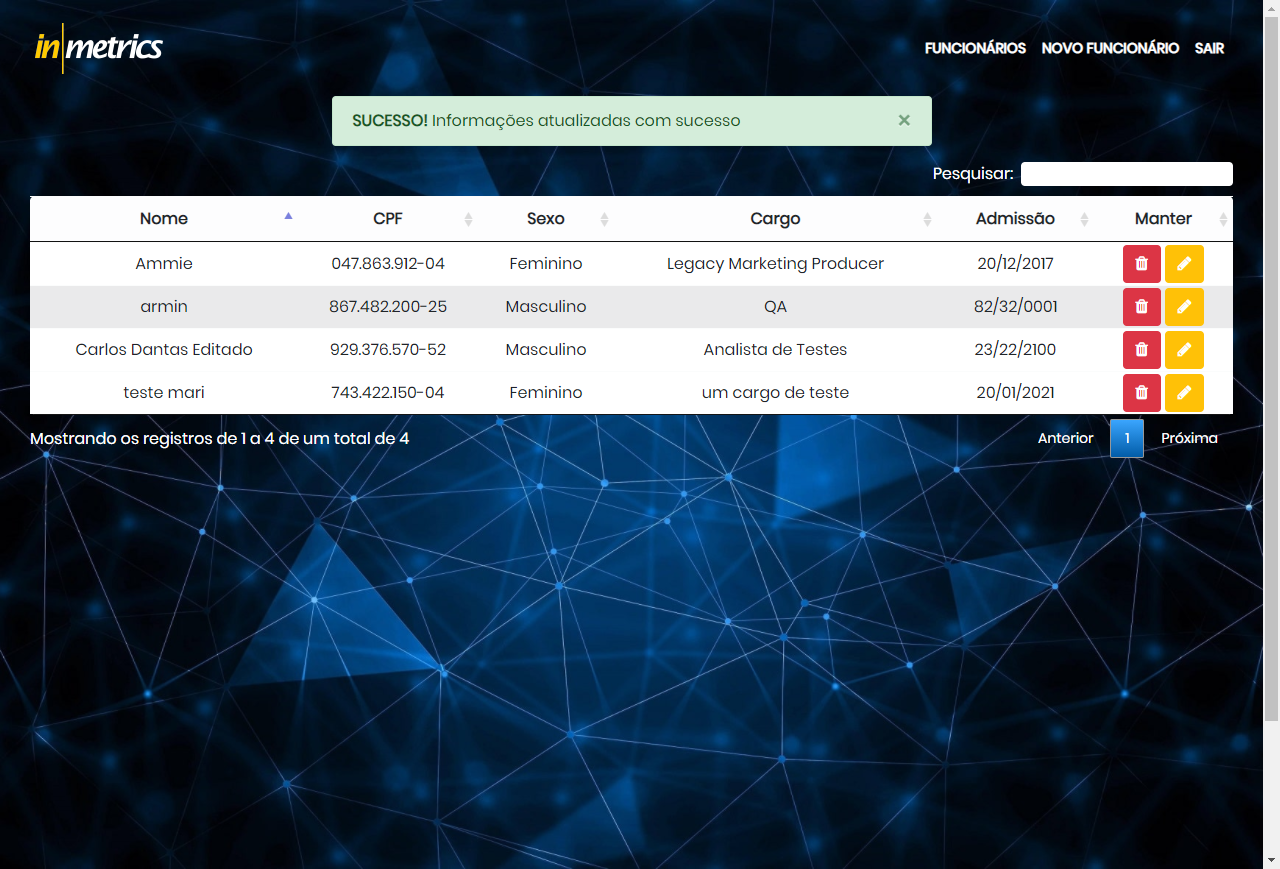 inmetrics
FUNCIONÁRIOS NOVO FUNCIONÁRIO SAIR
SUCESSO! Informações atualizadas com sucesso ×
Pesquisar:
Nome CPF Sexo Cargo Admissão Manter
Ammie 047.863.912-04 Feminino Legacy Marketing Producer 20/12/2017
armin 867.482.200-25 Masculino QA 82/32/0001
Carlos Dantas Editado 929.376.570-52 Masculino Analista de Testes 23/22/2100
teste mari 743.422.150-04 Feminino um cargo de teste 20/01/2021
Mostrando os registros de 1 a 4 de um total de 4 Anterior 1 Próxima